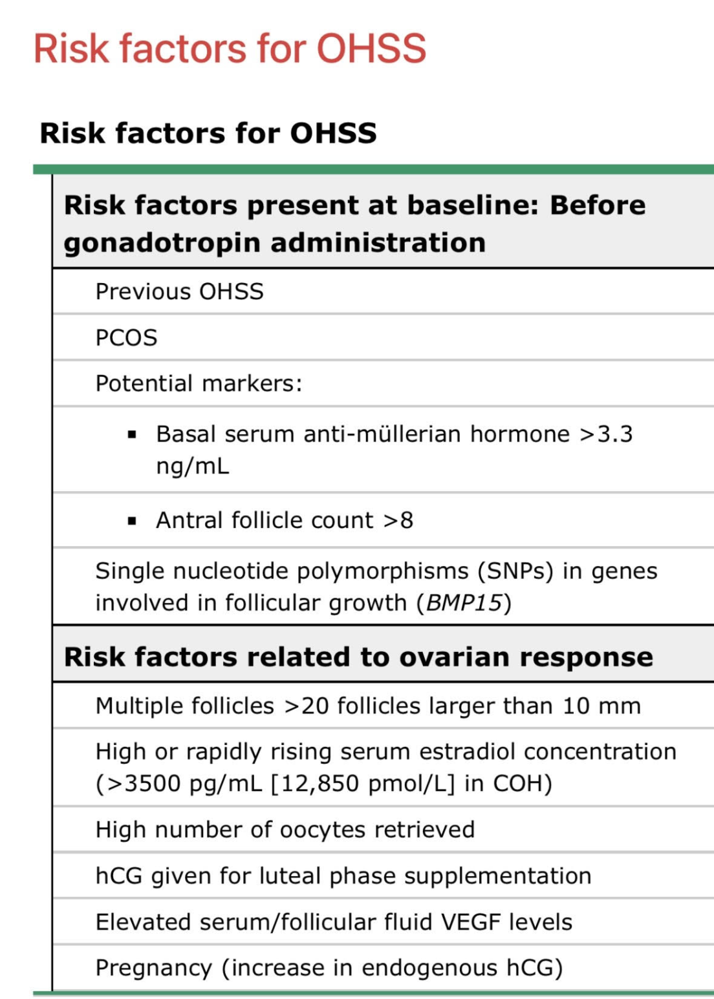 Risk factors for OHSS
Risk factors for OHSS
Risk factors present at baseline: Before
gonadotropin administration
Previous OHSS
PCOS
Potential markers:
▪ Basal serum anti-müllerian hormone >3.3
ng/mL
▪ Antral follicle count >8
Single nucleotide polymorphisms (SNPs) in genes
involved in follicular growth (BMP15)
Risk factors related to ovarian response
Multiple follicles >20 follicles larger than 10 mm
High or rapidly rising serum estradiol concentration
(>3500 pg/mL [12,850 pmol/L] in COH)
High number of oocytes retrieved
hCG given for luteal phase supplementation
Elevated serum/follicular fluid VEGF levels
Pregnancy (increase in endogenous hCG)